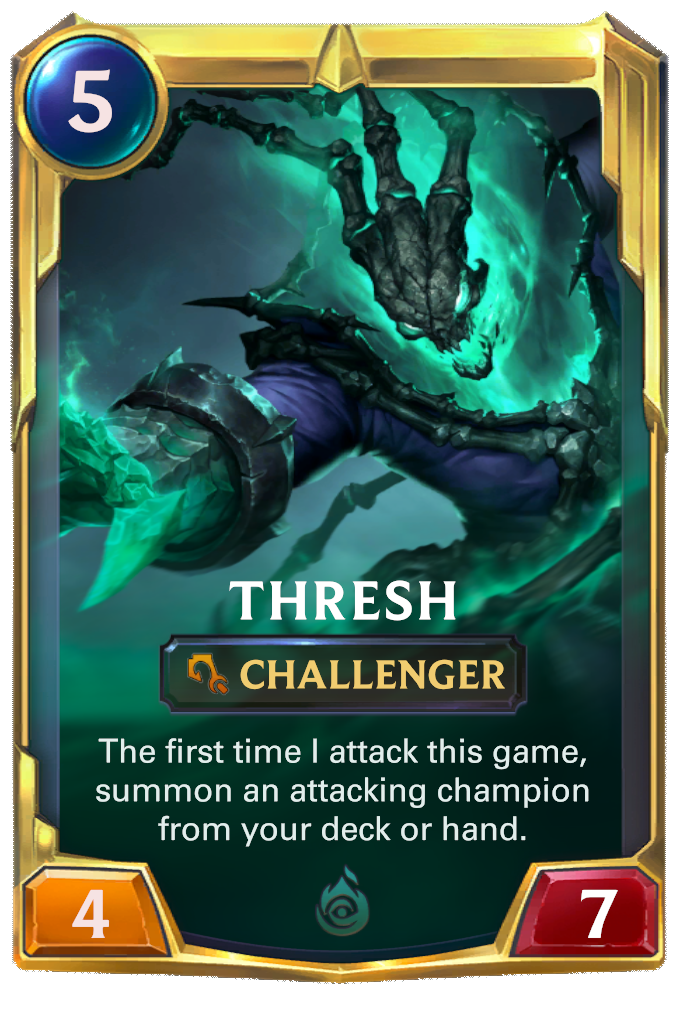 5
THRESH
CHALLENGER
The first time I attack this game,
summon an attacking champion
from your deck or hand.
4
7